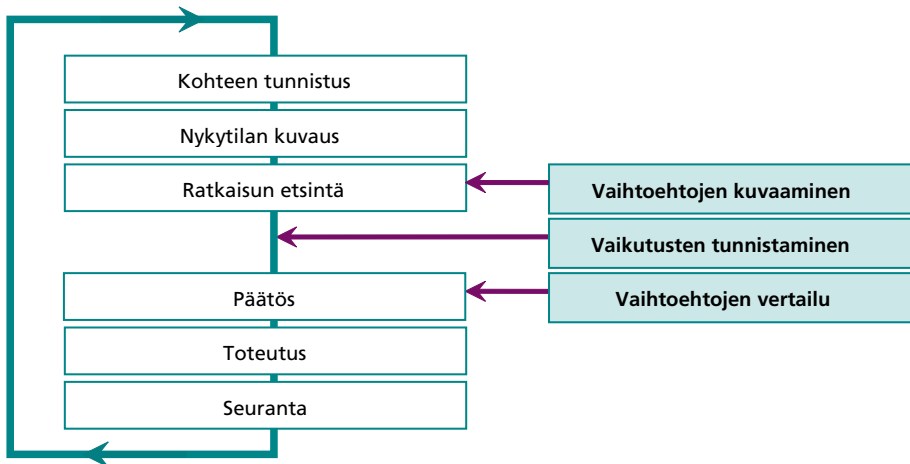 Kohteen tunnistus
Nykytilan kuvaus
Ratkaisun etsintä
Vaihtoehtojen kuvaaminen
Vaikutusten tunnistaminen
Päätös
Vaihtoehtojen vertailu
Toteutus
Seuranta